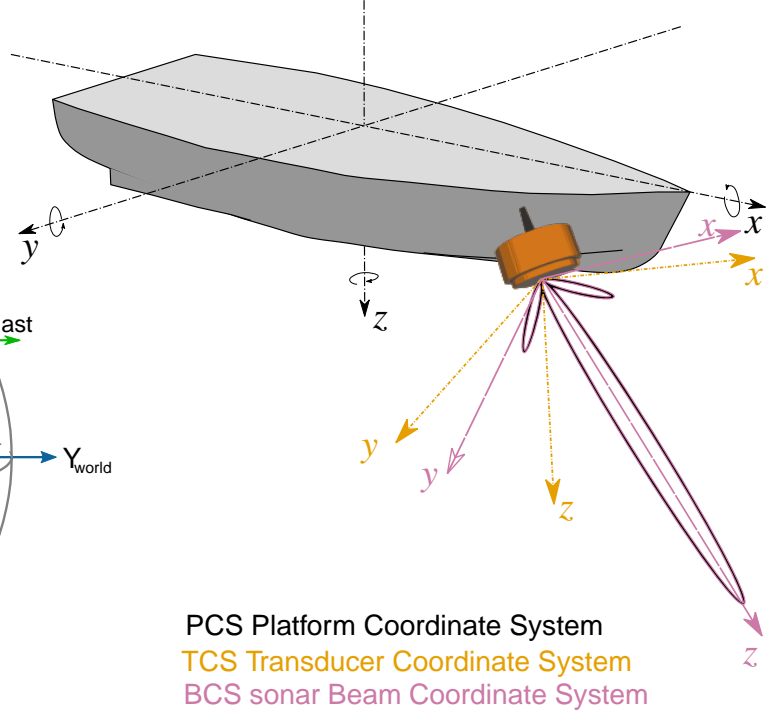 x
x
y
x
z
ast
Y world
y
y
z
z
PCS Platform Coordinate System
TCS Transducer Coordinate System
BCS sonar Beam Coordinate System